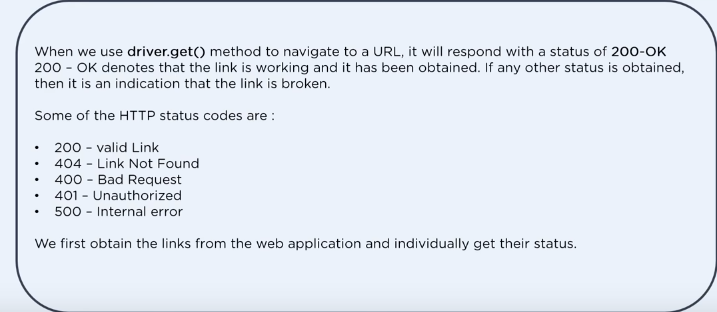 When we use driver.get() method to navigate to a URL, it will respond with a status of 200-OK
200 – OK denotes that the link is working and it has been obtained. If any other status is obtained,
then it is an indication that the link is broken.
Some of the HTTP status codes are :
• 200 – valid Link
• 404 – Link Not Found
• 400 – Bad Request
• 401 – Unauthorized
• 500 – Internal error
We first obtain the links from the web application and individually get their status.